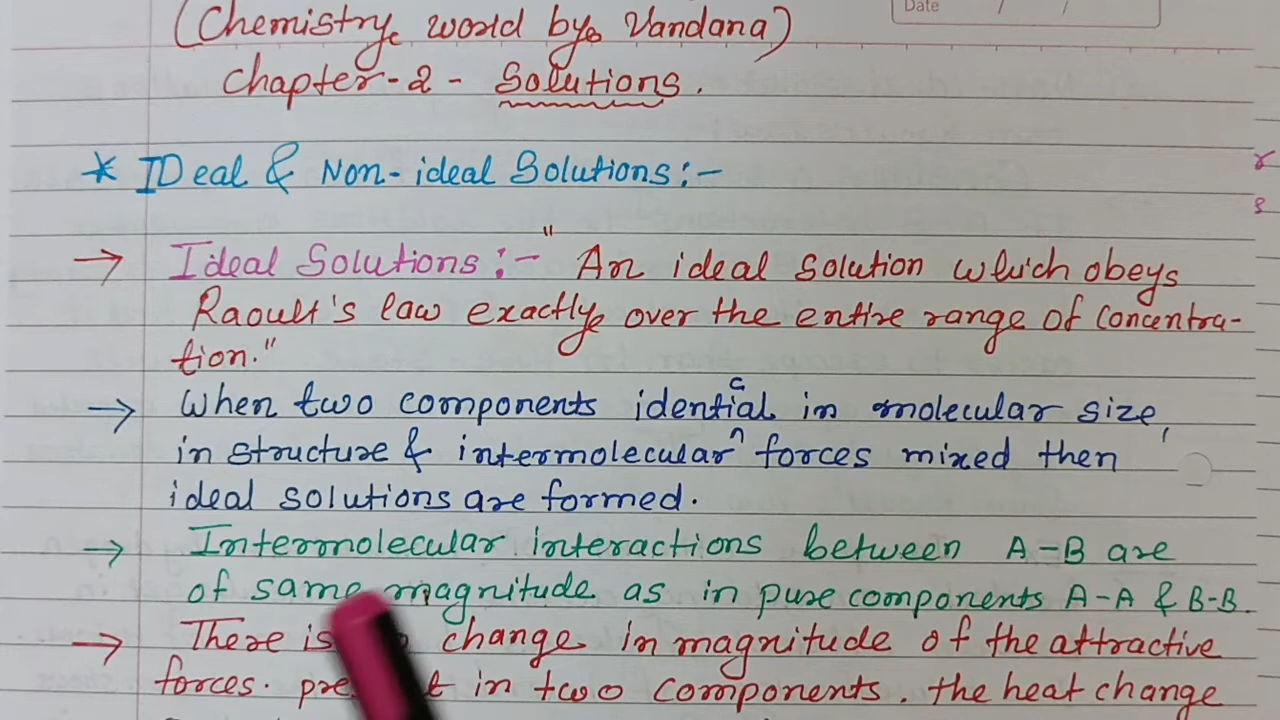 (Chemistry world by Vandana)
Date / /
Chapter-2- Solutions.
* IDeal & Non-ideal Solutions:-
→ Ideal Solutions:- "An ideal solution which obeys
Raoult's law exactly over the entire range of concentra-
tion."
→ When two components identical in molecular size,
in structure & intermolecular forces mixed then
ideal solutions are formed.
→ Intermolecular interactions between A-B are
of same magnitude as in pure components A-A & B-B.
→ There is change in magnitude of the attractive
forces. in two components. the heat change